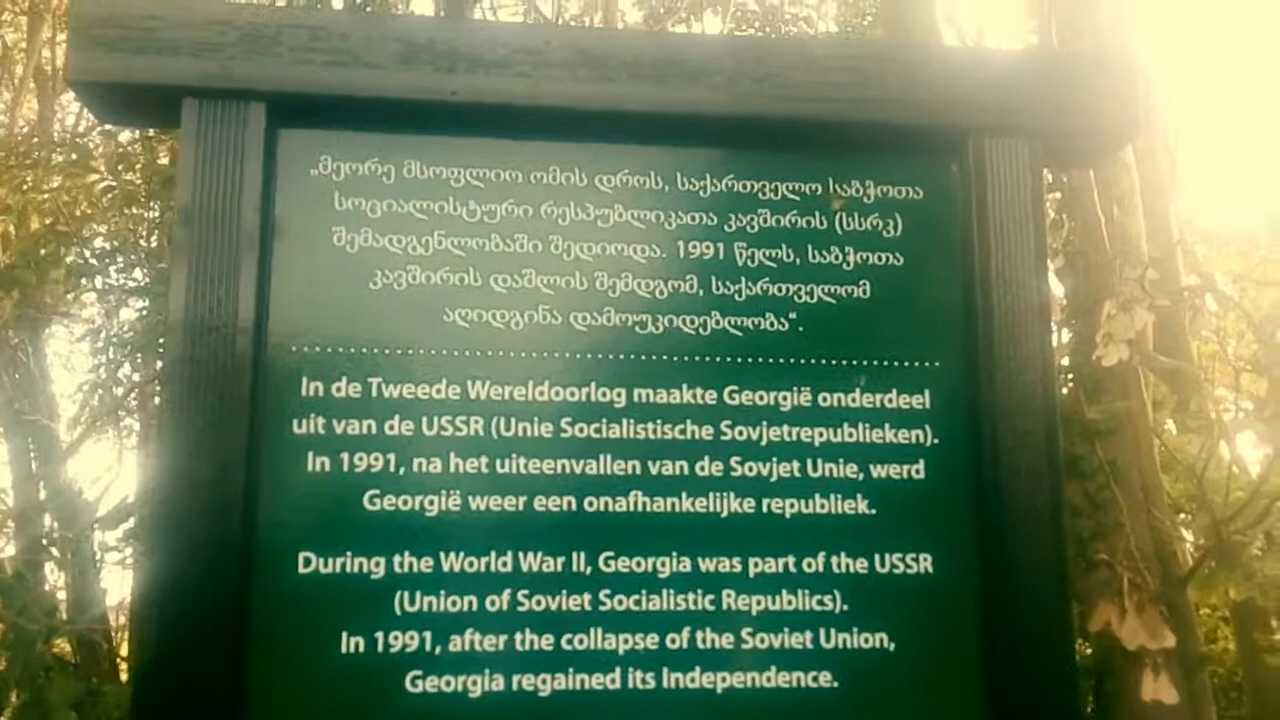 „მეორე მსოფლიო ომის დროს, საქართველო საბჭოთა
სოციალისტური რესპუბლიკათა კავშირის (სსრკ)
შემადგენლობაში შედიოდა. 1991 წელს, საბჭოთა
კავშირის დაშლის შემდგომ, საქართველომ
აღიდგინა დამოუკიდებლობა“.
In de Tweede Wereldoorlog maakte Georgië onderdeel
uit van de USSR (Unie Socialistische Sovjetrepublieken).
In 1991, na het uiteenvallen van de Sovjet Unie, werd
Georgië weer een onafhankelijke republiek.
During the World War II, Georgia was part of the USSR
(Union of Soviet Socialistic Republics).
In 1991, after the collapse of the Soviet Union,
Georgia regained its Independence.